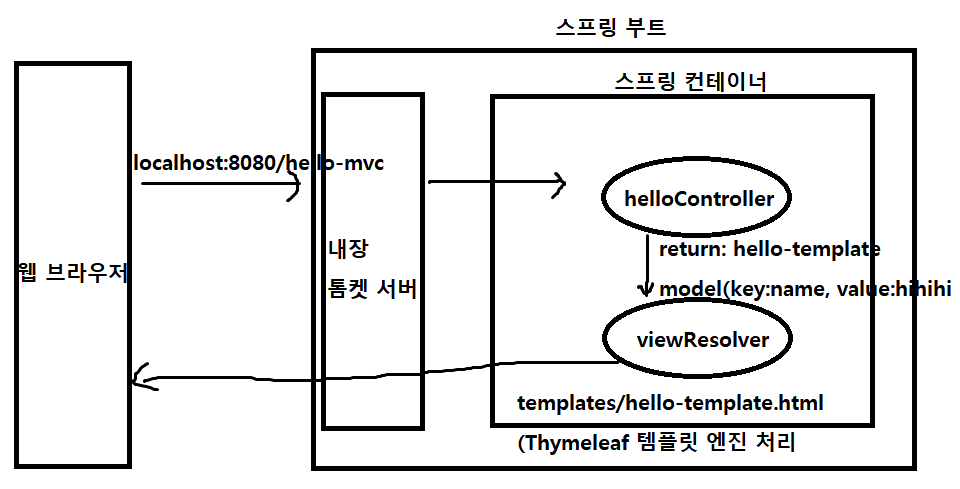 스프링 부트
스프링 컨테이너
localhost:8080/hello-mvc
helloController
return: hello-template
웹 브라우저
내장
톰켓 서버
model(key:name, value:hihihi
viewResolver
templates/hello-template.html
(Thymeleaf 템플릿 엔진 처리